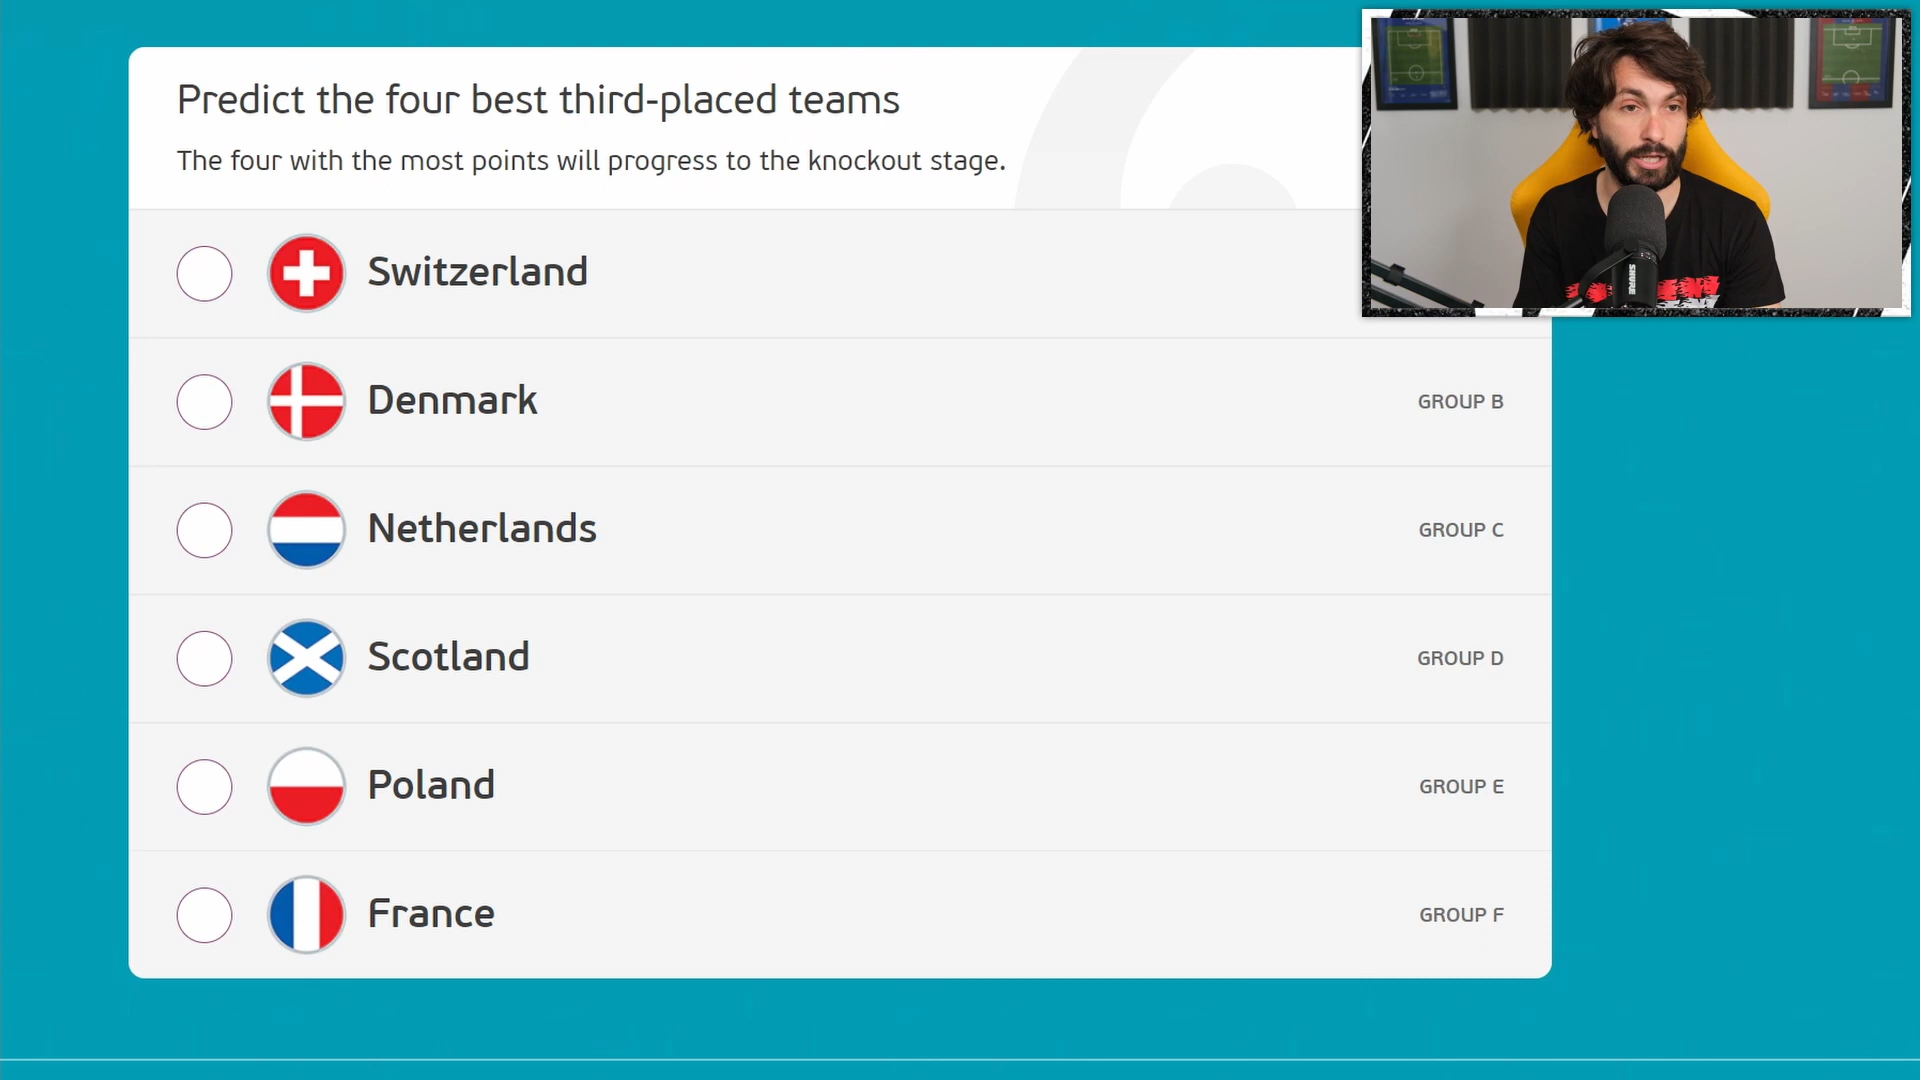 Predict the four best third-placed teams
The four with the most points will progress to the knockout stage.
Switzerland
Denmark
GROUP B
Netherlands
GROUP C
Scotland
GROUP D
Poland
GROUP E
France
GROUP F
SHURE